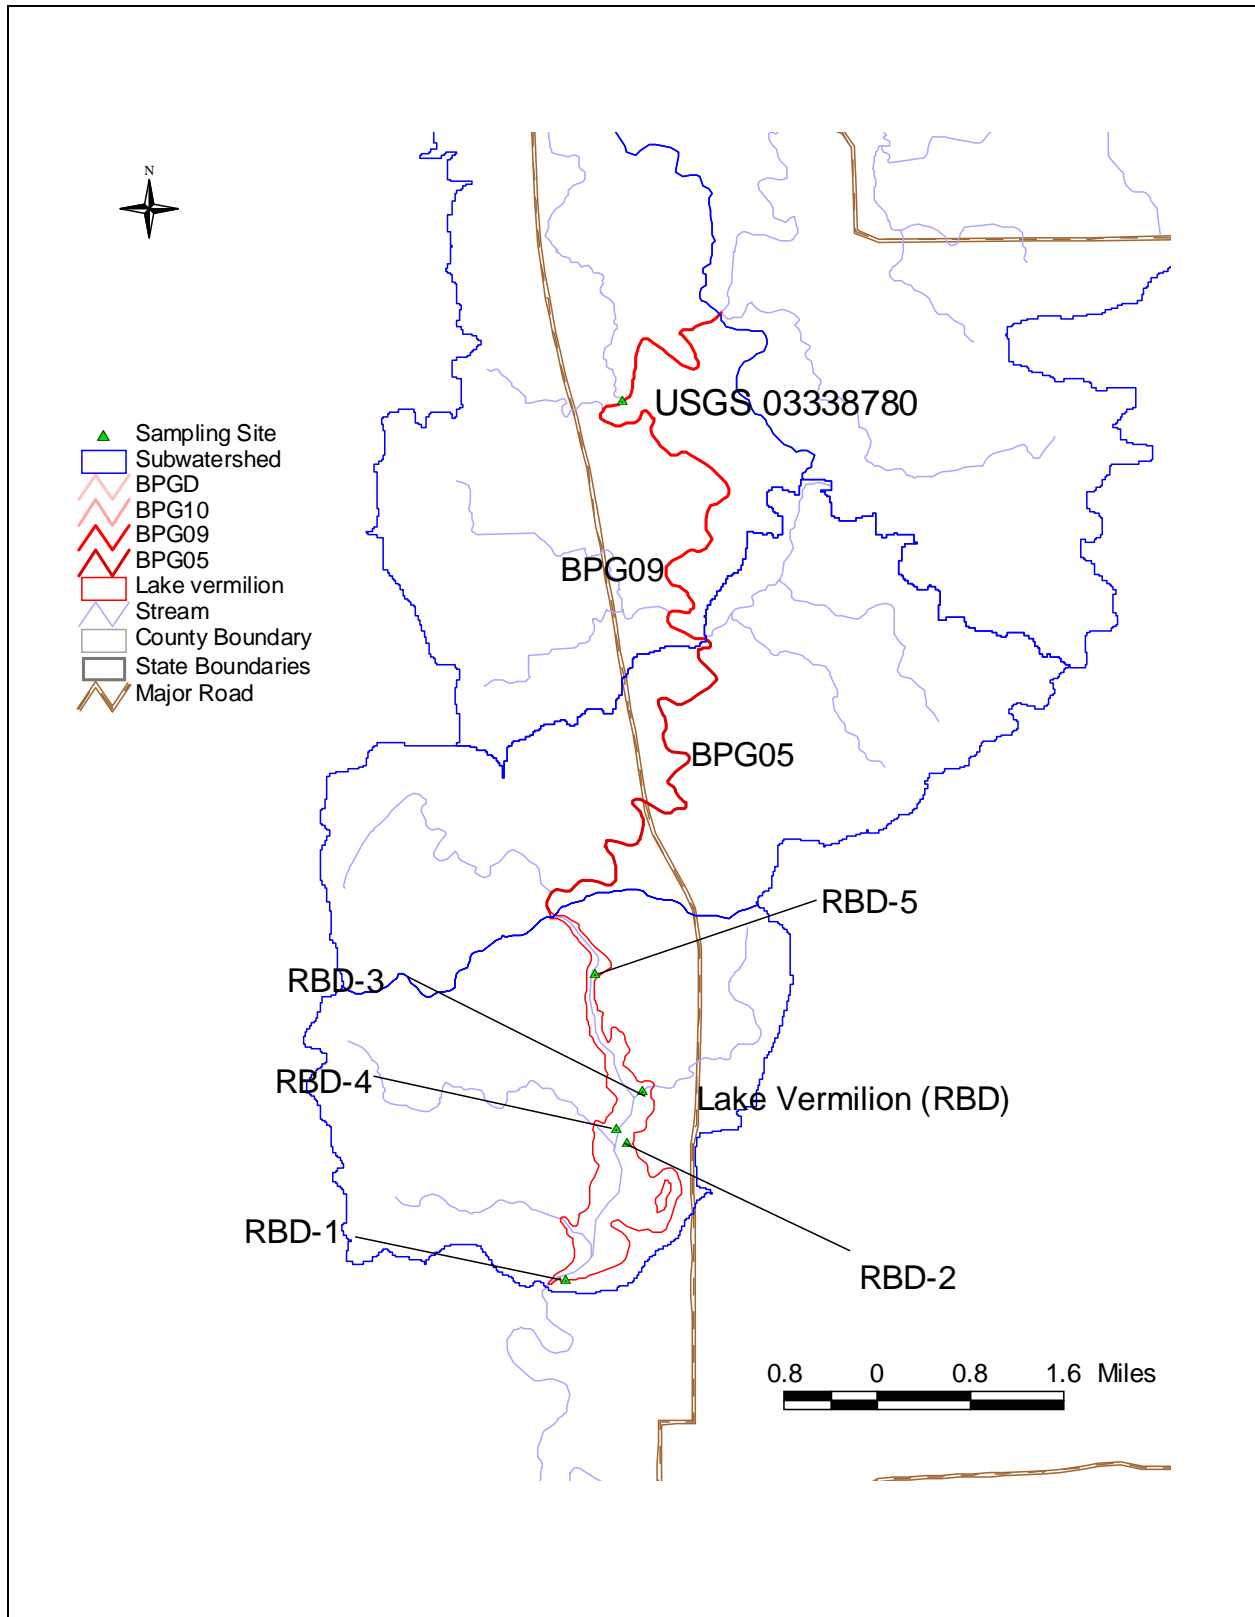 N
USGS 03338780
Sampling Site
Subwatershed
BPGD
BPG10
BPG09
BPG05
Lake vermilion
Stream
County Boundary
State Boundaries
Major Road
BPG09
BPG05
RBD-5
RBD-3
RBD-4
Lake Vermilion (RBD)
RBD-1
RBD-2
0.8 0 0.8 1.6 Miles